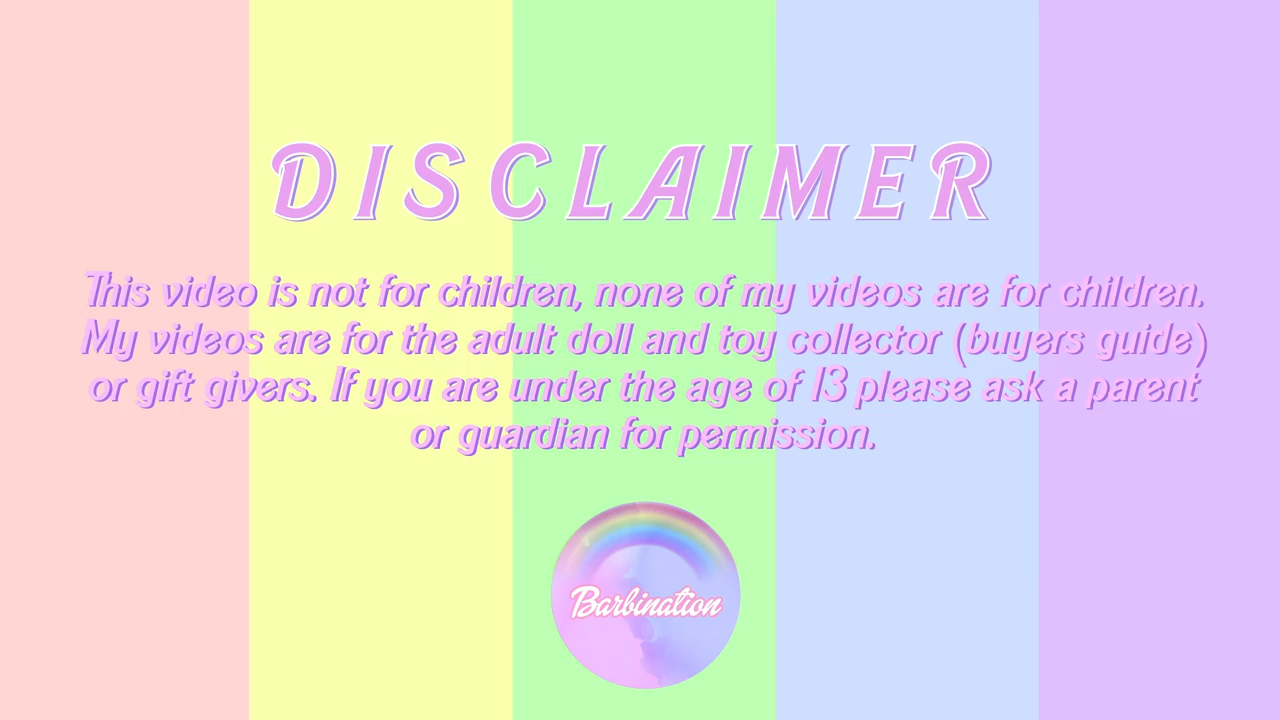 DISCLAIMER
This video is not for children, none of my videos are for children.
My videos are for the adult doll and toy collector (buyers guide)
or gift givers. If you are under the age of 13 please ask a parent
or guardian for permission.
Barbination